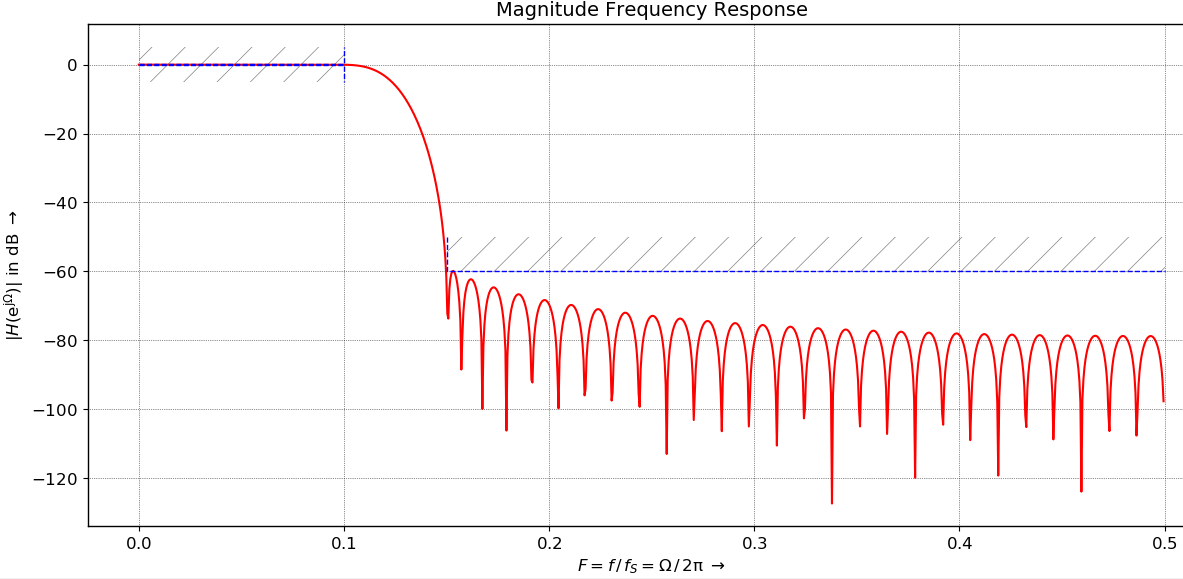 Magnitude Frequency Response
0
−20
−40
−60
−80
−100
−120
|H(e^jΩ)| in dB →
0.0 0.1 0.2 0.3 0.4 0.5
F = f / f_S = Ω / 2π →